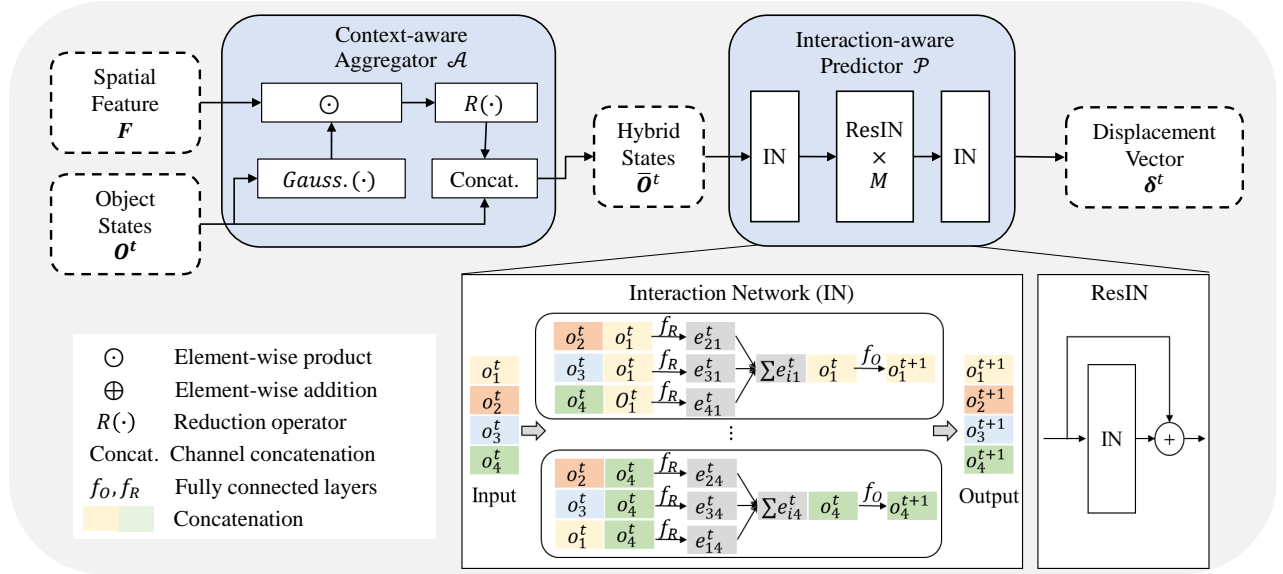 Context-aware
Aggregator 𝒜
Interaction-aware
Predictor 𝒫
Spatial
Feature
F
⊙
R(·)
Gauss.(·)
Concat.
Object
States
O^t
Hybrid
States
Ō^t
IN
ResIN
×
M
IN
Displacement
Vector
δ^t
⊙ Element-wise product
⊕ Element-wise addition
R(·) Reduction operator
Concat. Channel concatenation
f_O, f_R Fully connected layers
Concatenation
Interaction Network (IN)
o_1^t
o_2^t
o_3^t
o_4^t
Input
o_2^t o_1^t f_R e_21^t
o_3^t o_1^t f_R e_31^t
o_4^t O_1^t f_R e_41^t
∑e_i1^t o_1^t f_O o_1^{t+1}
⋮
o_2^t o_4^t f_R e_24^t
o_3^t o_4^t f_R e_34^t
o_1^t o_4^t f_R e_14^t
∑e_i4^t o_4^t f_O o_4^{t+1}
o_1^{t+1}
o_2^{t+1}
o_3^{t+1}
o_4^{t+1}
Output
ResIN
IN
+